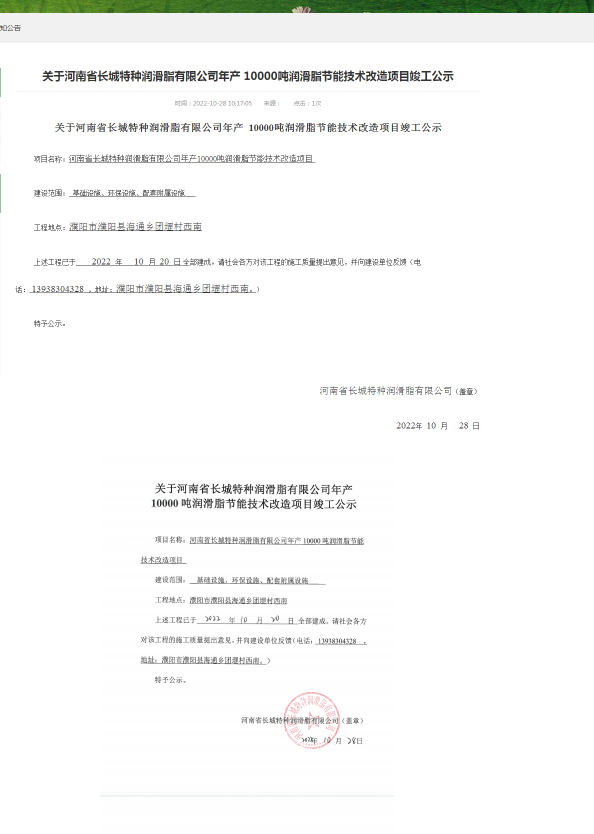 知公告
关于河南省长城特种润滑脂有限公司年产 10000吨润滑脂节能技术改造项目竣工公示
时间：2022-10-28 10:17:05 来源： 点击：1次
关于河南省长城特种润滑脂有限公司年产 10000吨润滑脂节能技术改造项目竣工公示
项目名称：河南省长城特种润滑脂有限公司年产10000吨润滑脂节能技术改造项目
建设范围： 基础设施、环保设施、配套附属设施
工程地点：濮阳市濮阳县海通乡团堽村西南
上述工程已于 2022 年 10 月 20 日 全部建成，请社会各方对该工程的施工质量提出意见，并向建设单位反馈（电
话：13938304328 ，地址：濮阳市濮阳县海通乡团堽村西南。）
特予公示。
河南省长城特种润滑脂有限公司（盖章）
2022年 10 月 28 日
关于河南省长城特种润滑脂有限公司年产
10000 吨润滑脂节能技术改造项目竣工公示
项目名称：河南省长城特种润滑脂有限公司年产 10000 吨润滑脂节能
技术改造项目
建设范围： 基础设施，环保设施、配套附属设施
工程地点：濮阳市濮阳县海通乡团堽村西南
上述工程已于 2022 年 10 月 20 日 全部建成、请社会各方
对该工程的施工质量提出意见，并向建设单位反馈（电话：13938304328 ，
地址：濮阳市濮阳县海通乡团堽村西南。）
特予公示。
河南省长城特种润滑脂有限公司（盖章）
2022年 10 月 28日